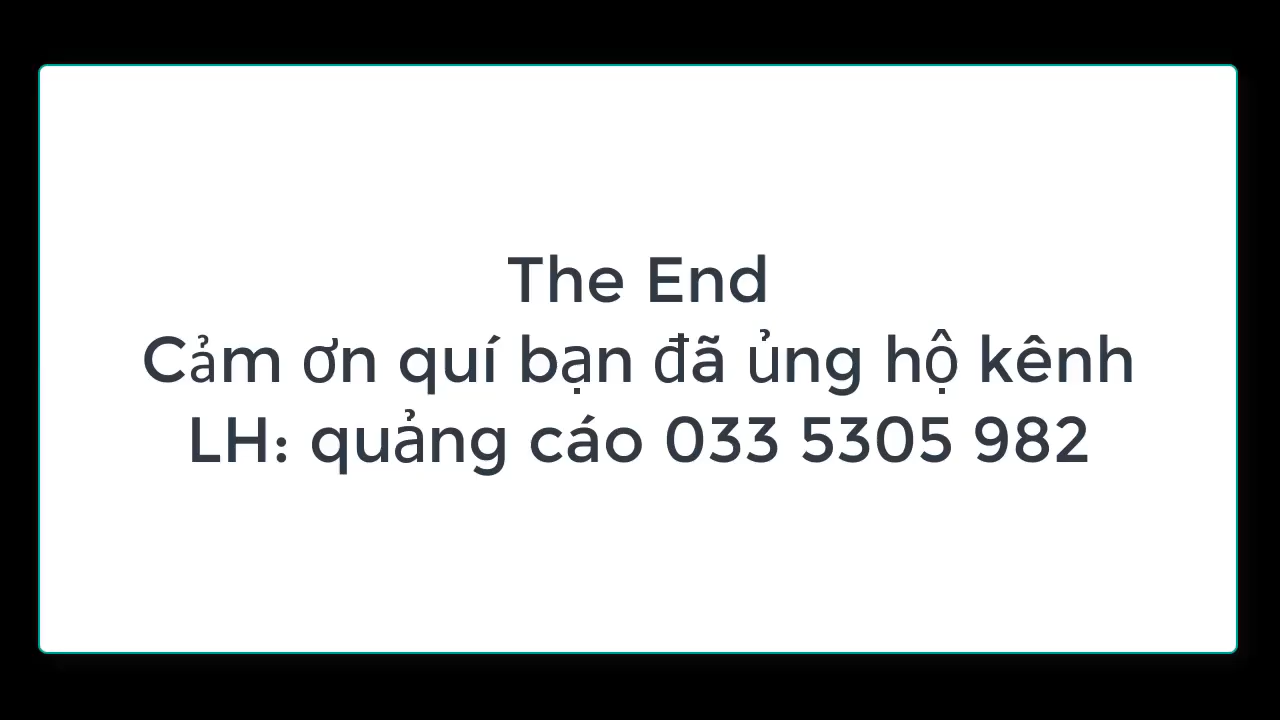 The End
Cảm ơn quí bạn đã ủng hộ kênh
LH: quảng cáo 033 5305 982